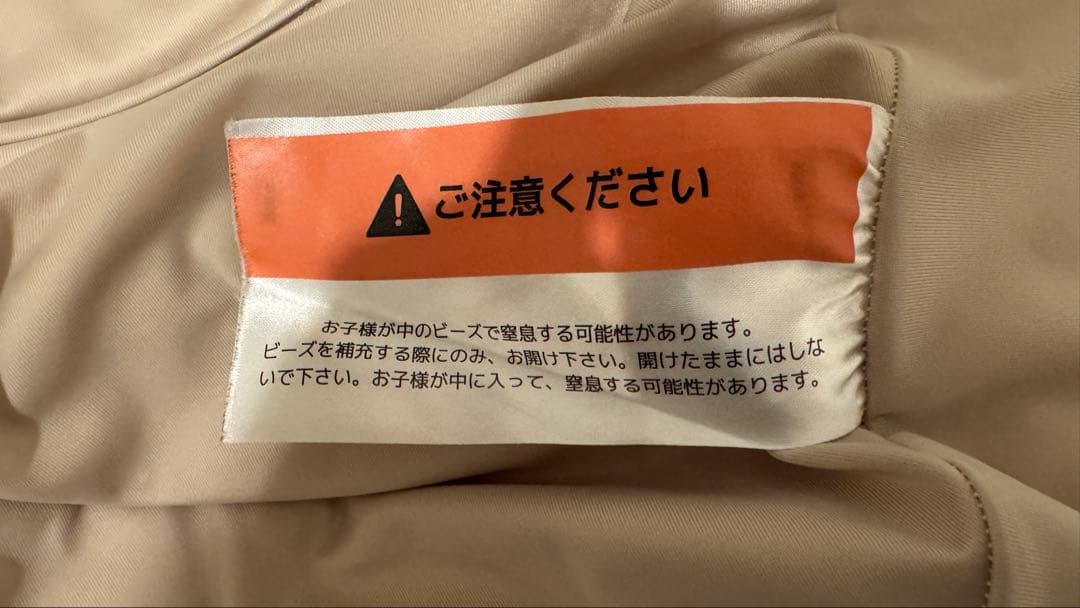 ご注意ください
お子様が中のビーズで窒息する可能性があります。
ビーズを補充する際にのみ、お開け下さい。開けたままにはしな
いで下さい。お子様が中に入って、窒息する可能性があります。